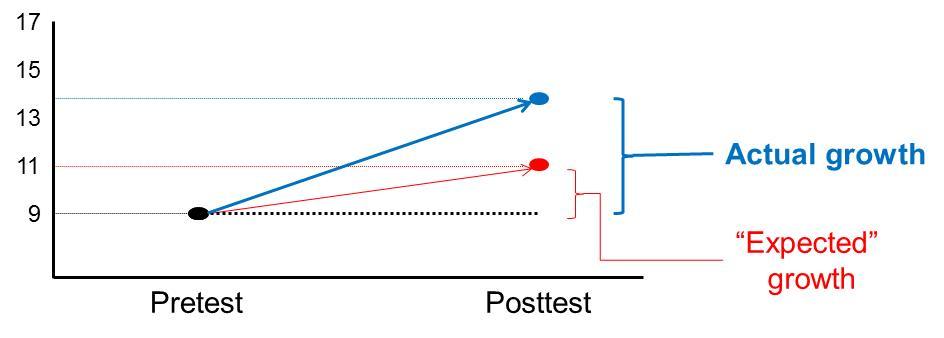 17
15
13
11
9
Actual growth
“Expected”
growth
Pretest
Posttest